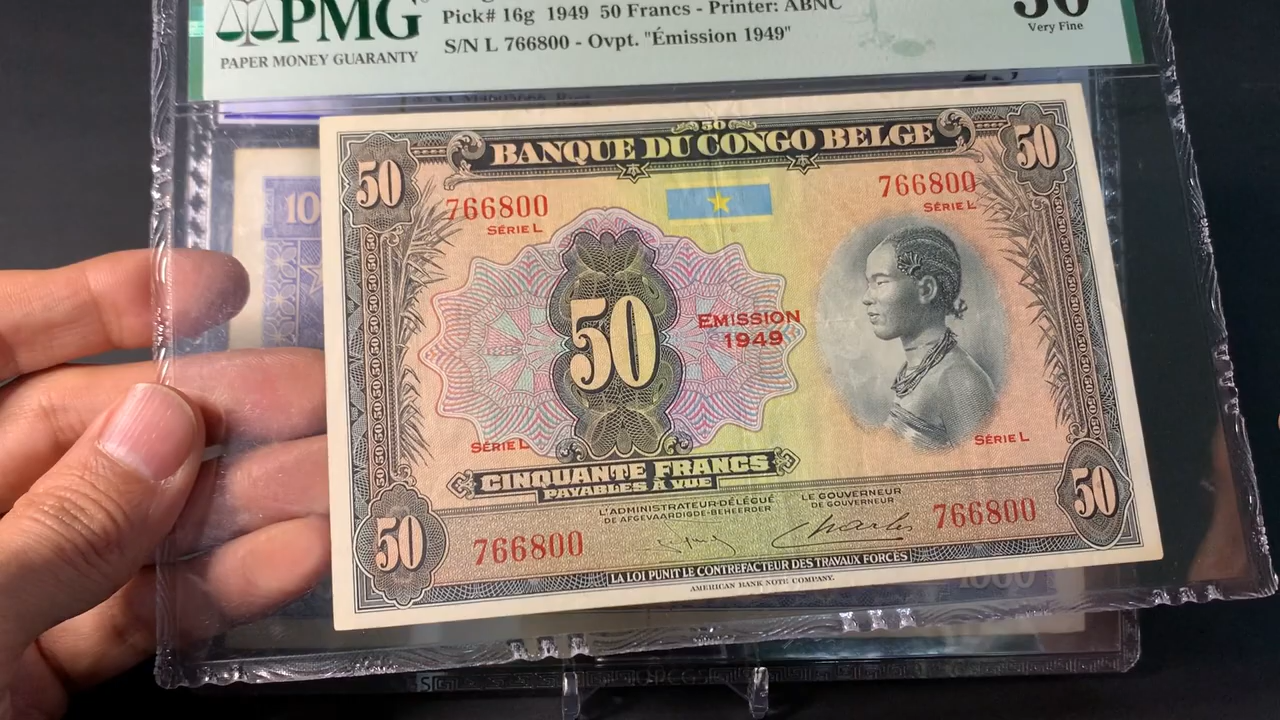 PMG
PAPER MONEY GUARANTY
Pick# 16g 1949 50 Francs - Printer: ABNC
S/N L 766800 - Ovpt. "Émission 1949"
Very Fine
50
BANQUE DU CONGO BELGE
50
50
766800
SÉRIE L
766800
SÉRIE L
10
50
EMISSION
1949
SÉRIE L
SÉRIE L
CINQUANTE FRANCS
PAYABLES A VUE
L'ADMINISTRATEUR-DÉLÉGUÉ
DE AFGEVAARDIGDE-BEHEERDER
LE GOUVERNEUR
DE GOUVERNEUR
50
766800
766800
50
LA LOI PUNIT LE CONTREFACTEUR DES TRAVAUX FORCÉS
AMERICAN BANK NOTE COMPANY.
1000
PCGS